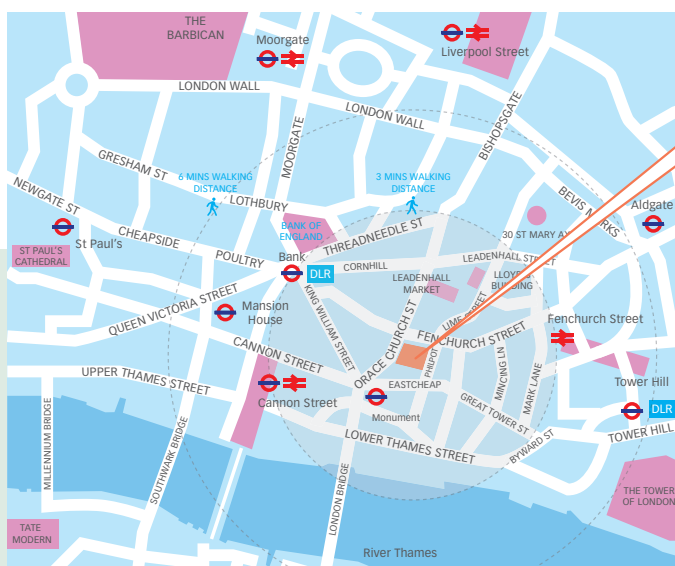 THE
BARBICAN
Moorgate
Liverpool Street
LONDON WALL
LONDON WALL
MOORGATE
BISHOPSGATE
GRESHAM ST
6 MINS WALKING
DISTANCE
3 MINS WALKING
DISTANCE
NEWGATE ST
LOTHBURY
BEVIS M RKS
Aldgate
St Paul's
CHEAPSIDE
BANK OF
ENGLAND
THREADNEEDLE ST
30 ST MARY AX
ST PAUL'S
CATHEDRAL
POULTRY
Bank
DLR
CORNHILL
LEADENHALL STREET
LEADENHALL
MARKET
LLOYD'S
BUILDING
QUEEN VICTORIA STREET
Mansion
House
KING WILLIAM STREET
LIME STREET
Fenchurch Street
CANNON STREET
ORACE CHURCH ST
FENCHURCH STREET
PHILPOT
MINCING LN
MARK LANE
UPPER THAMES STREET
EASTCHEAP
Tower Hill
DLR
Cannon Street
Monument
GREAT TOWER ST
MILLENNIUM BRIDGE
SOUTHWARK BRIDGE
LOWER THAMES STREET
BYWARD ST
TOWER HILL
LONDON BRIDGE
THE TOWER
OF LONDON
TATE
MODERN
River Thames